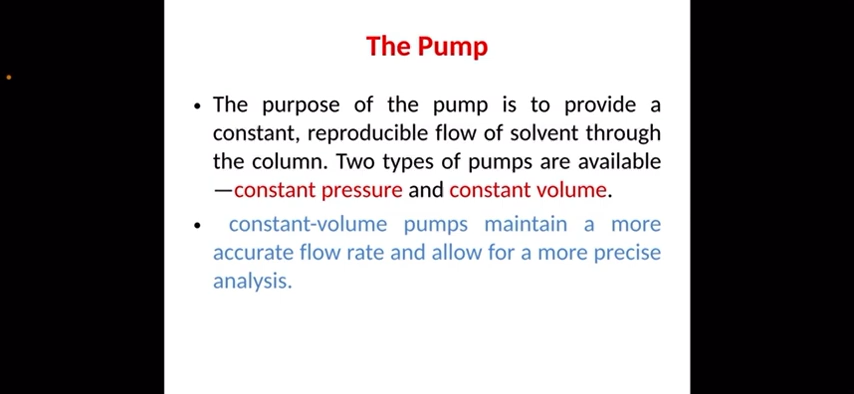 The Pump
• The purpose of the pump is to provide a
constant, reproducible flow of solvent through
the column. Two types of pumps are available
—constant pressure and constant volume.
• constant-volume pumps maintain a more
accurate flow rate and allow for a more precise
analysis.